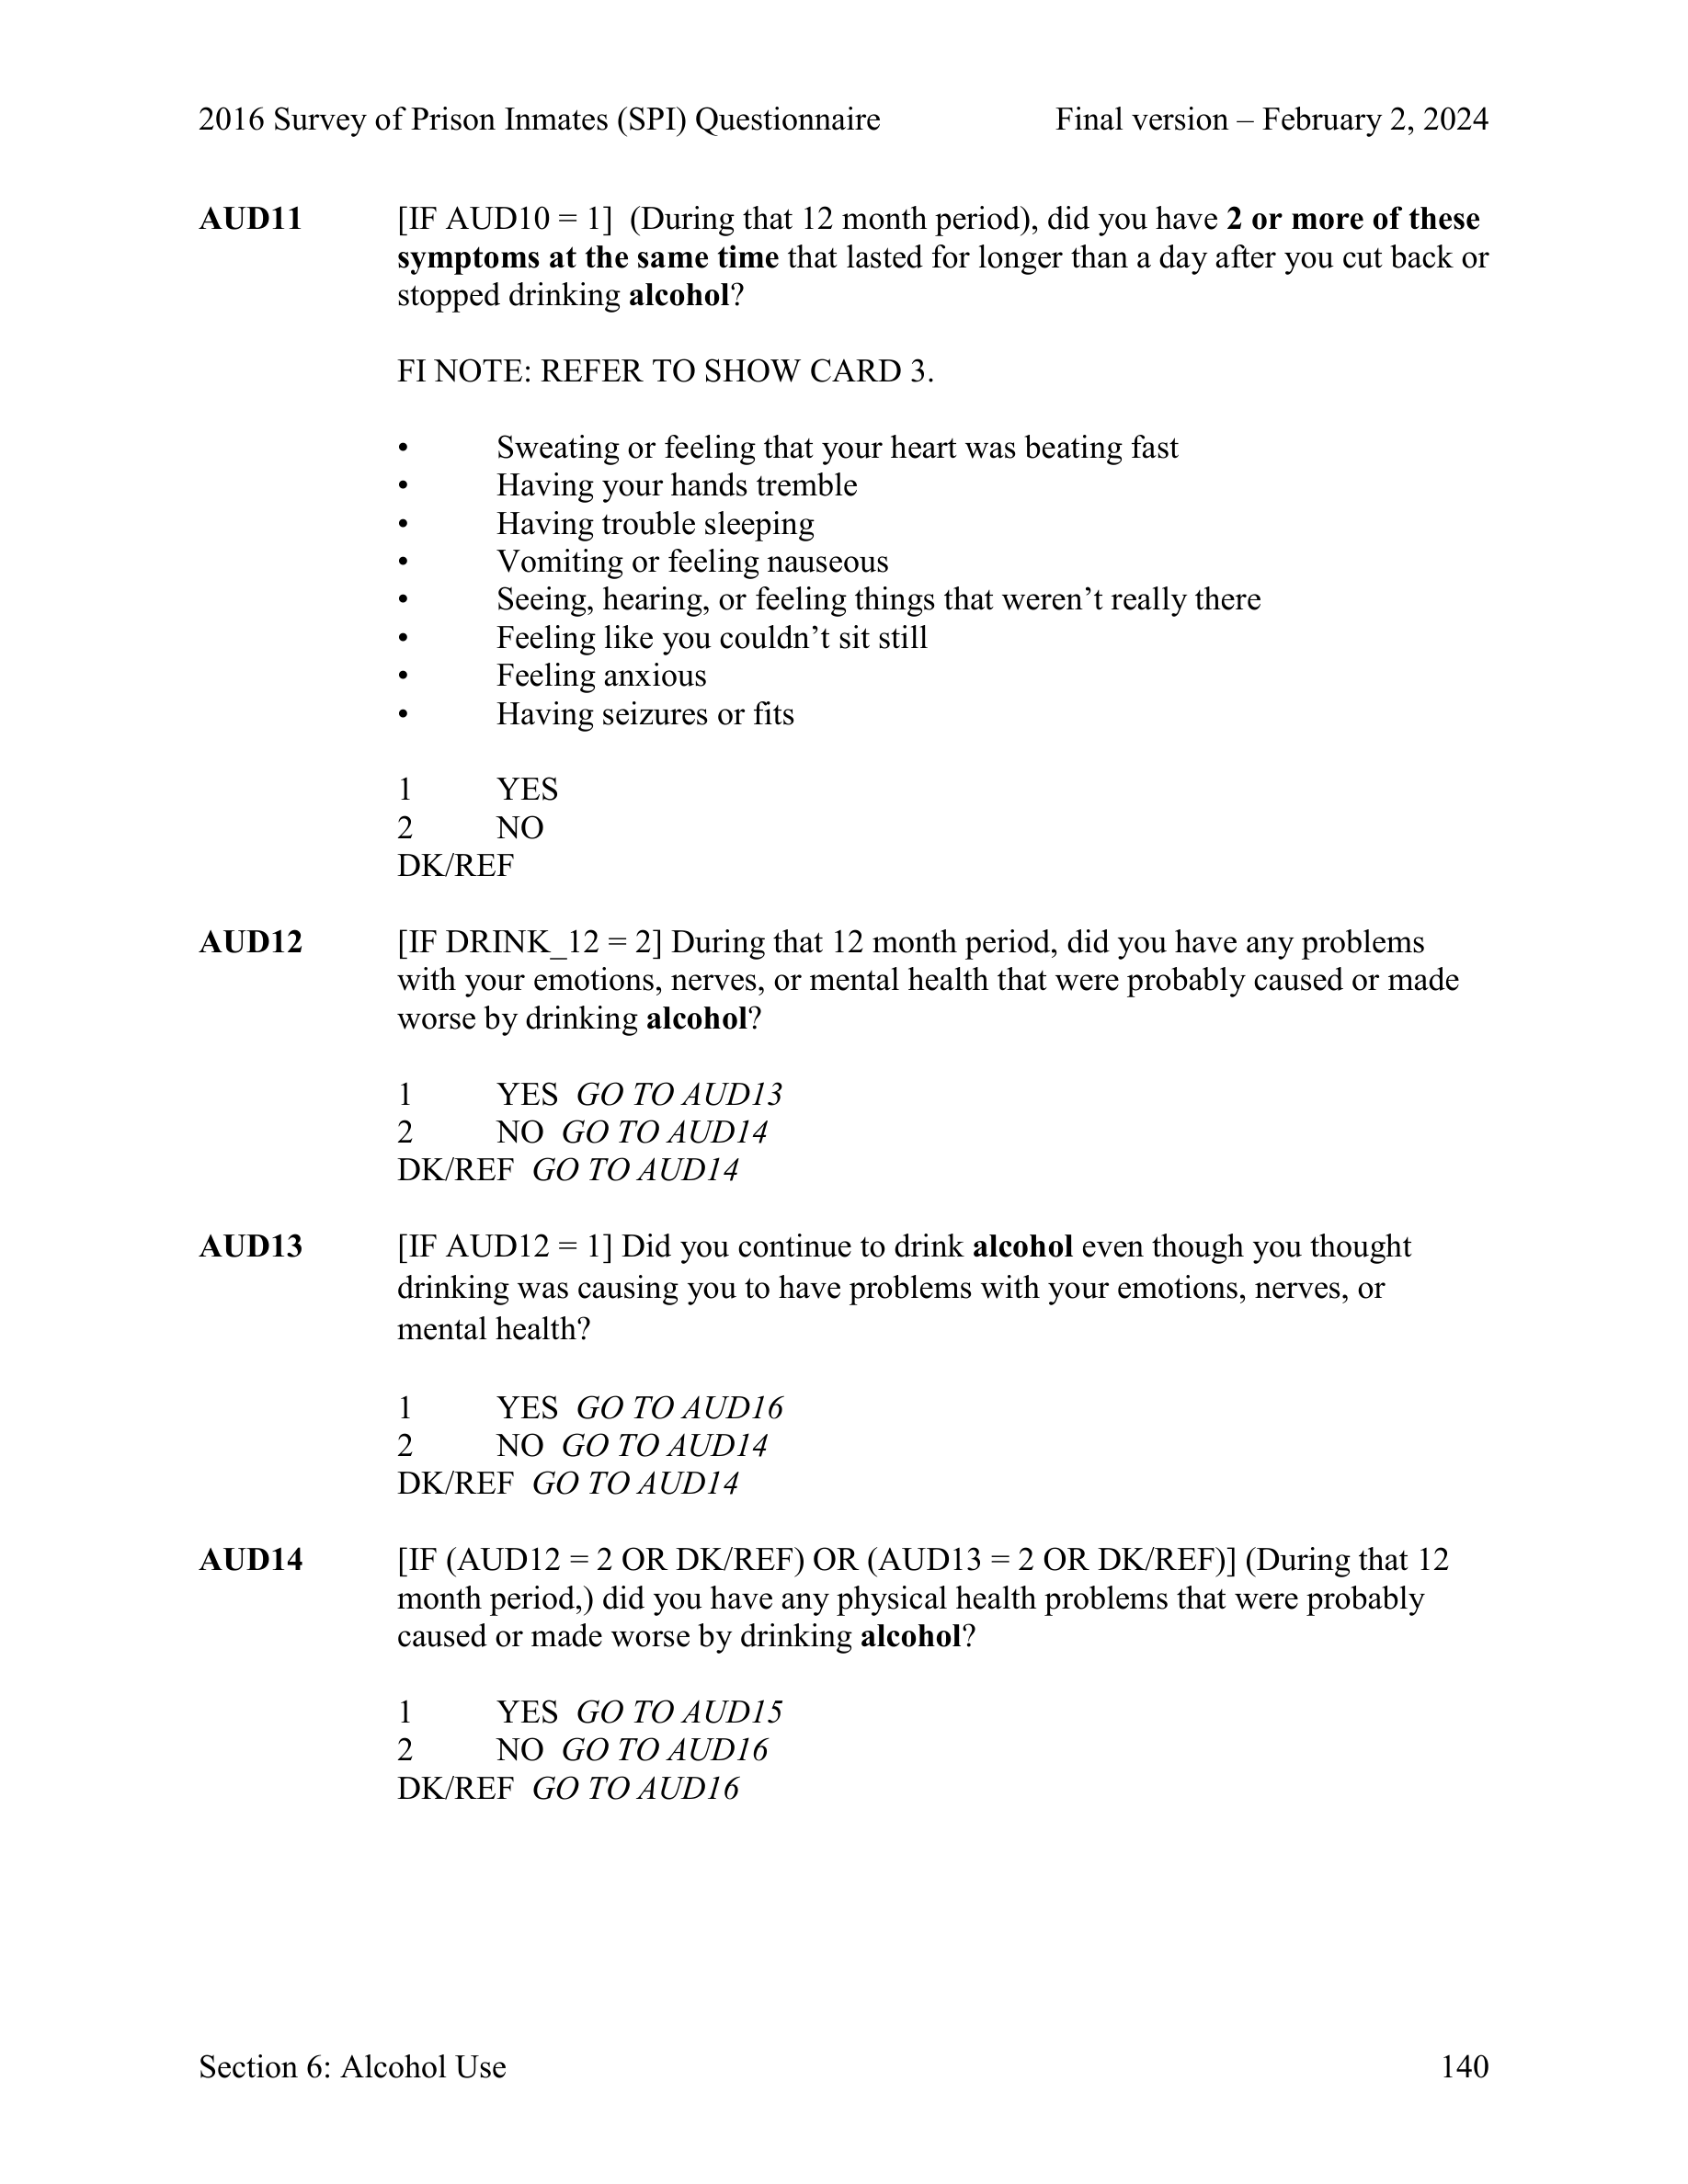 2016 Survey of Prison Inmates (SPI) Questionnaire Final version – February 2, 2024
AUD11 [IF AUD10 = 1] (During that 12 month period), did you have 2 or more of these
symptoms at the same time that lasted for longer than a day after you cut back or
stopped drinking alcohol?
FI NOTE: REFER TO SHOW CARD 3.
• Sweating or feeling that your heart was beating fast
• Having your hands tremble
• Having trouble sleeping
• Vomiting or feeling nauseous
• Seeing, hearing, or feeling things that weren’t really there
• Feeling like you couldn’t sit still
• Feeling anxious
• Having seizures or fits
1 YES
2 NO
DK/REF
AUD12 [IF DRINK_12 = 2] During that 12 month period, did you have any problems
with your emotions, nerves, or mental health that were probably caused or made
worse by drinking alcohol?
1 YES GO TO AUD13
2 NO GO TO AUD14
DK/REF GO TO AUD14
AUD13 [IF AUD12 = 1] Did you continue to drink alcohol even though you thought
drinking was causing you to have problems with your emotions, nerves, or
mental health?
1 YES GO TO AUD16
2 NO GO TO AUD14
DK/REF GO TO AUD14
AUD14 [IF (AUD12 = 2 OR DK/REF) OR (AUD13 = 2 OR DK/REF)] (During that 12
month period,) did you have any physical health problems that were probably
caused or made worse by drinking alcohol?
1 YES GO TO AUD15
2 NO GO TO AUD16
DK/REF GO TO AUD16
Section 6: Alcohol Use 140